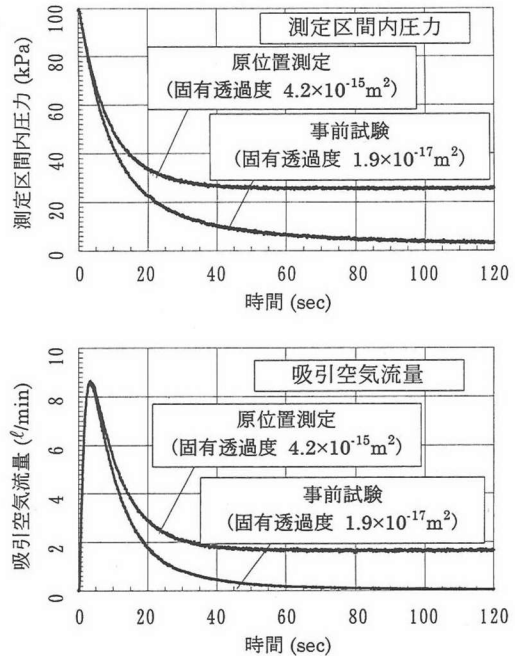 測定区間内圧力
原位置測定
(固有透過度 4.2×10⁻¹⁵m²)
事前試験
(固有透過度 1.9×10⁻¹⁷m²)
測定区間内圧力 (kPa)
100
80
60
40
20
0
0 20 40 60 80 100 120
時間 (sec)
吸引空気流量
原位置測定
(固有透過度 4.2×10⁻¹⁵m²)
事前試験
(固有透過度 1.9×10⁻¹⁷m²)
吸引空気流量 (ℓ/min)
10
8
6
4
2
0
0 20 40 60 80 100 120
時間 (sec)